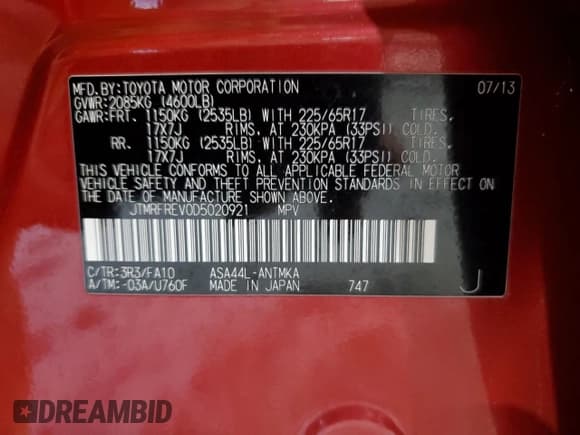 MFD.BY:TOYOTA MOTOR CORPORATION 07/13
GVWR:2085KG (4600LB)
GAWR:FRT. 1150KG (2535LB) WITH 225/65R17 TIRES,
17X7J RIMS, AT 230KPA (33PSI) COLD.
RR. 1150KG (2535LB) WITH 225/65R17 TIRES,
17X7J RIMS, AT 230KPA (33PSI) COLD.
THIS VEHICLE CONFORMS TO ALL APPLICABLE FEDERAL MOTOR
VEHICLE SAFETY AND THEFT PREVENTION STANDARDS IN EFFECT ON
THE DATE OF MANUFACTURE SHOWN ABOVE.
JTMRFREV0D5020921 MPV
C/TR:3R3/FA10 ASA44L-ANTMKA
A/TM:-03A/U760F MADE IN JAPAN 747 J
DREAMBID